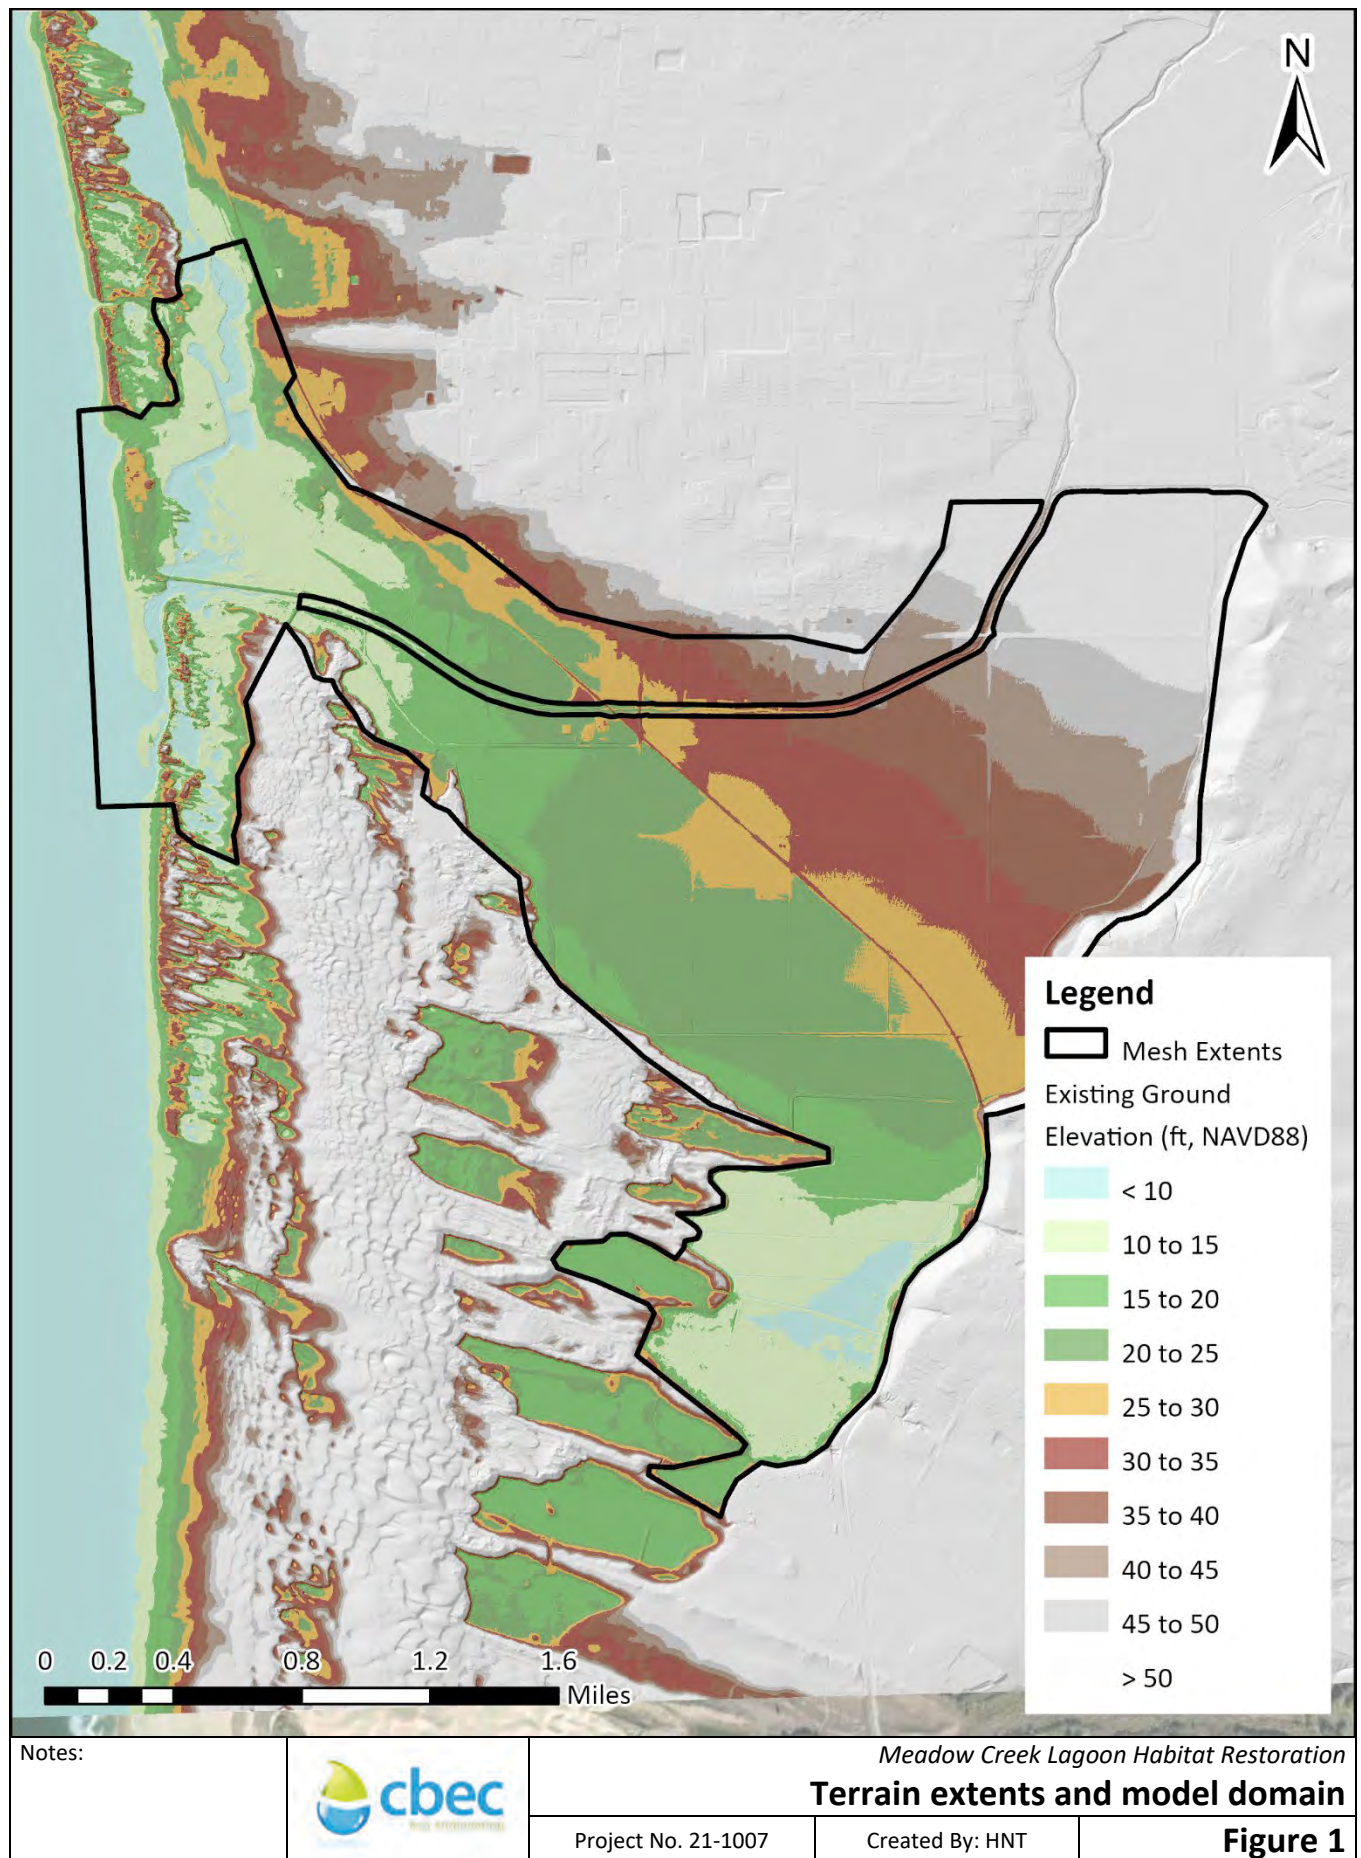 N
Legend
Mesh Extents
Existing Ground
Elevation (ft, NAVD88)
< 10
10 to 15
15 to 20
20 to 25
25 to 30
30 to 35
35 to 40
40 to 45
45 to 50
> 50
0 0.2 0.4 0.8 1.2 1.6
Miles
Notes:
cbec
Meadow Creek Lagoon Habitat Restoration
Terrain extents and model domain
Project No. 21-1007
Created By: HNT
Figure 1